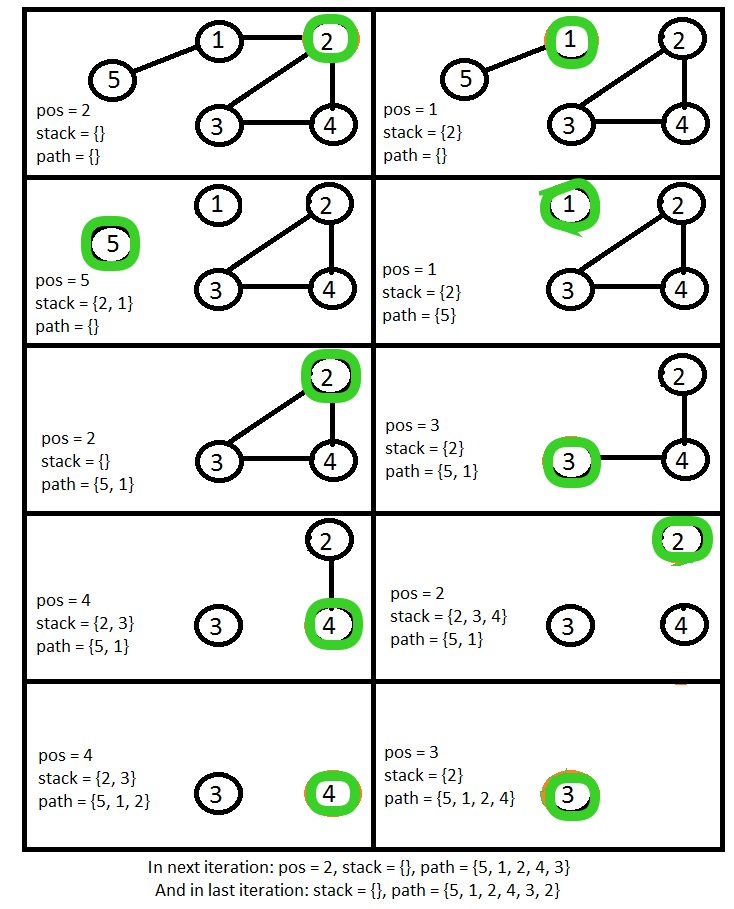 1
2
5
3
4
pos = 2
stack = {}
path = {}
1
2
5
3
4
pos = 1
stack = {2}
path = {}
1
2
5
3
4
pos = 5
stack = {2, 1}
path = {}
1
2
3
4
pos = 1
stack = {2}
path = {5}
2
3
4
pos = 2
stack = {}
path = {5, 1}
2
3
4
pos = 3
stack = {2}
path = {5, 1}
2
3
4
pos = 4
stack = {2, 3}
path = {5, 1}
2
3
4
pos = 2
stack = {2, 3, 4}
path = {5, 1}
3
4
pos = 4
stack = {2, 3}
path = {5, 1, 2}
3
pos = 3
stack = {2}
path = {5, 1, 2, 4}
In next iteration: pos = 2, stack = {}, path = {5, 1, 2, 4, 3}
And in last iteration: stack = {}, path = {5, 1, 2, 4, 3, 2}